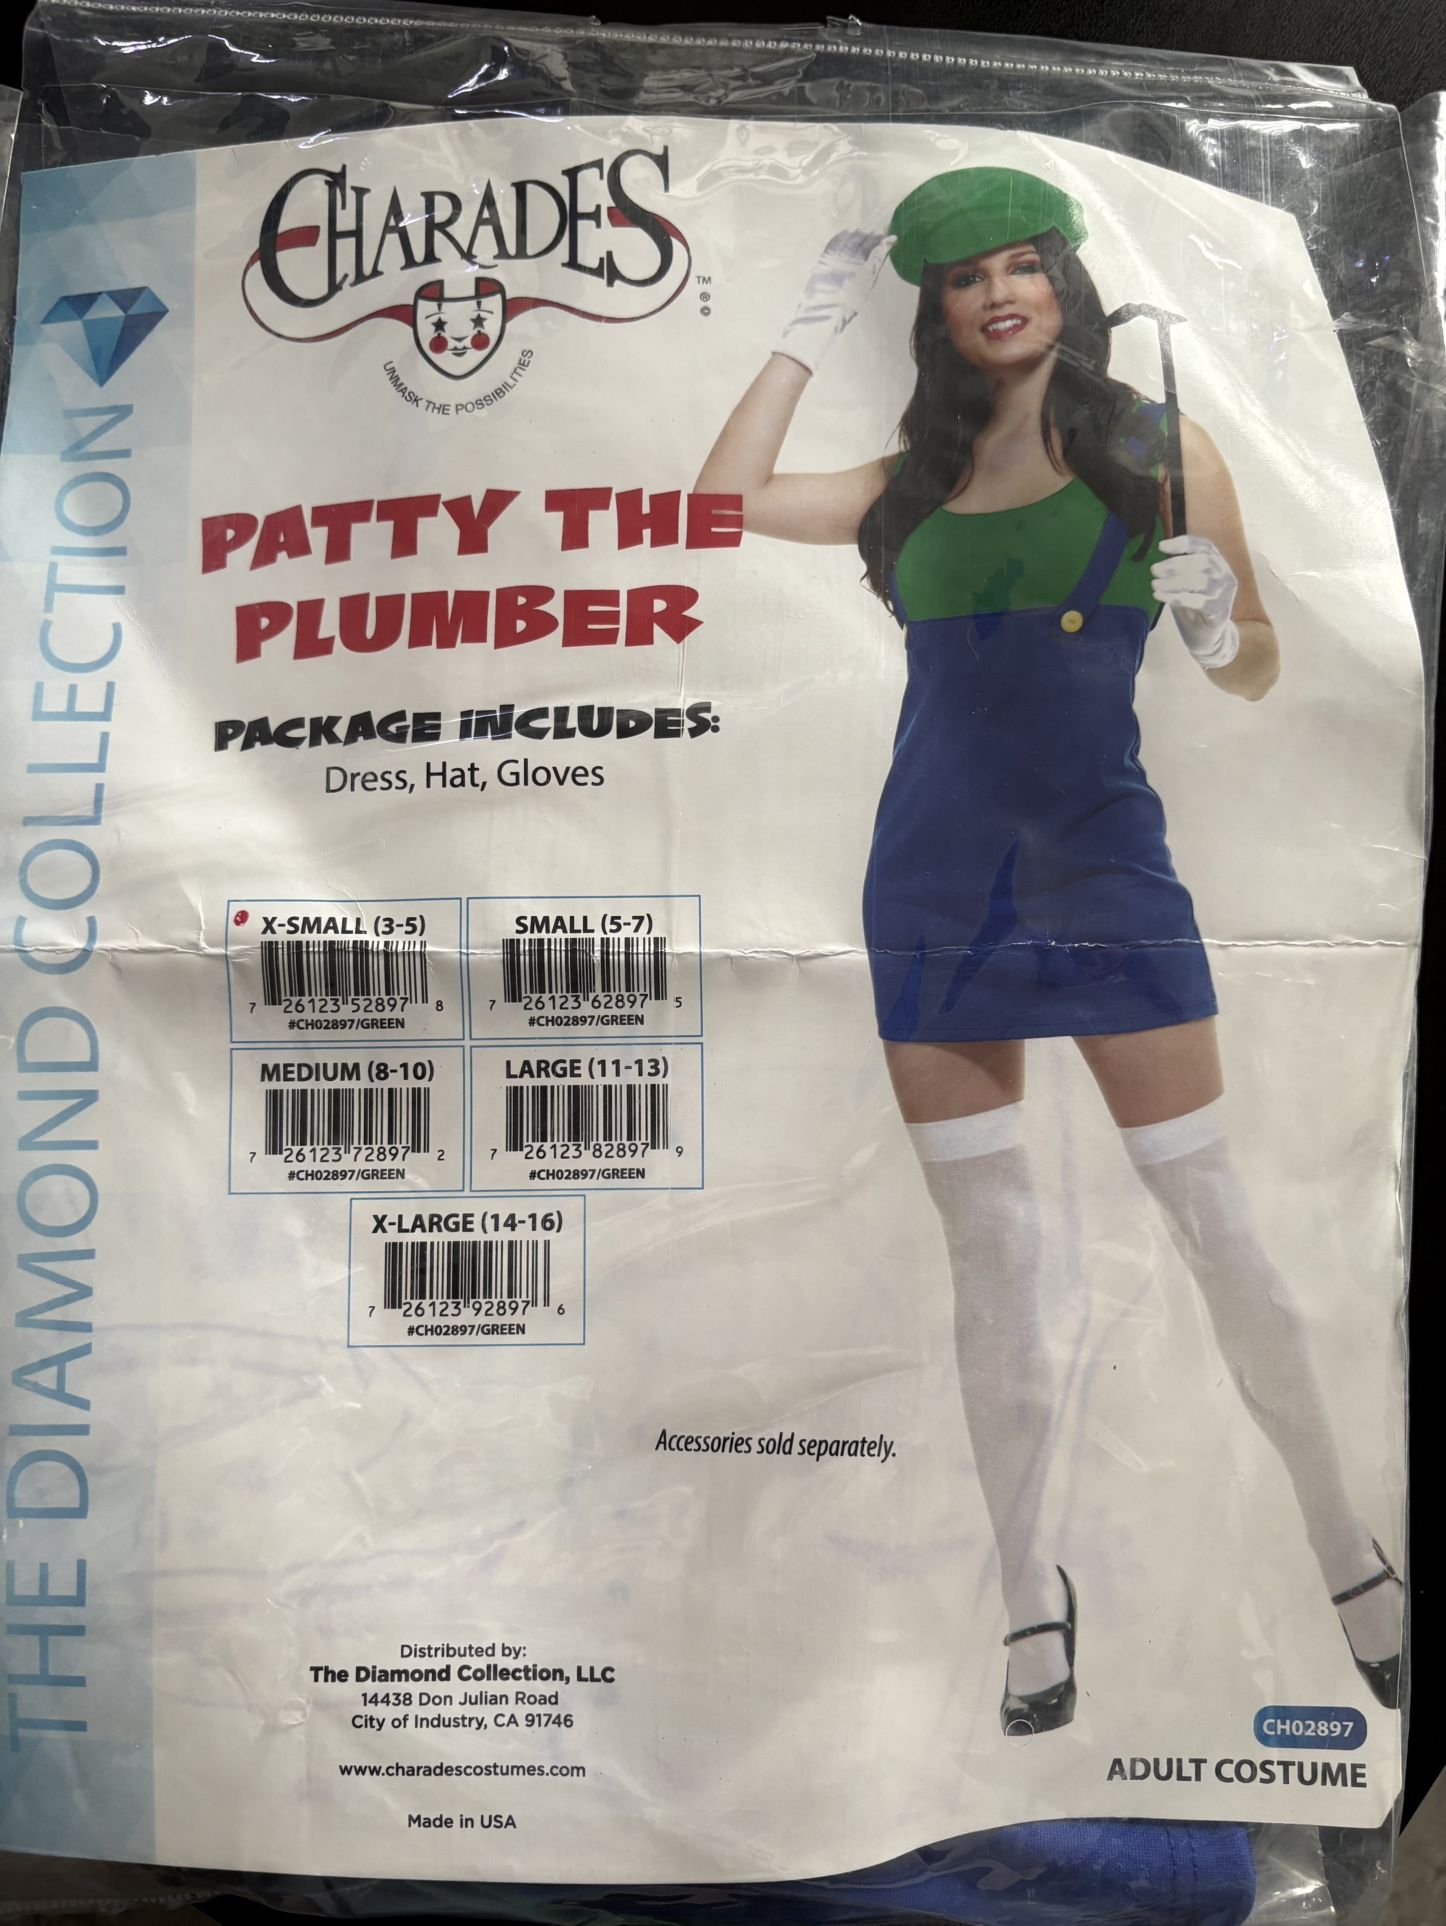 THE DIAMOND COLLECTION
CHARADES
TM
®
©
UNMASK THE POSSIBILITIES
PATTY THE
PLUMBER
PACKAGE INCLUDES:
Dress, Hat, Gloves
X-SMALL (3-5)
7 26123 52897 8
#CH02897/GREEN
SMALL (5-7)
7 26123 62897 5
#CH02897/GREEN
MEDIUM (8-10)
7 26123 72897 2
#CH02897/GREEN
LARGE (11-13)
7 26123 82897 9
#CH02897/GREEN
X-LARGE (14-16)
7 26123 92897 6
#CH02897/GREEN
Accessories sold separately.
Distributed by:
The Diamond Collection, LLC
14438 Don Julian Road
City of Industry, CA 91746
www.charadescostumes.com
Made in USA
CH02897
ADULT COSTUME